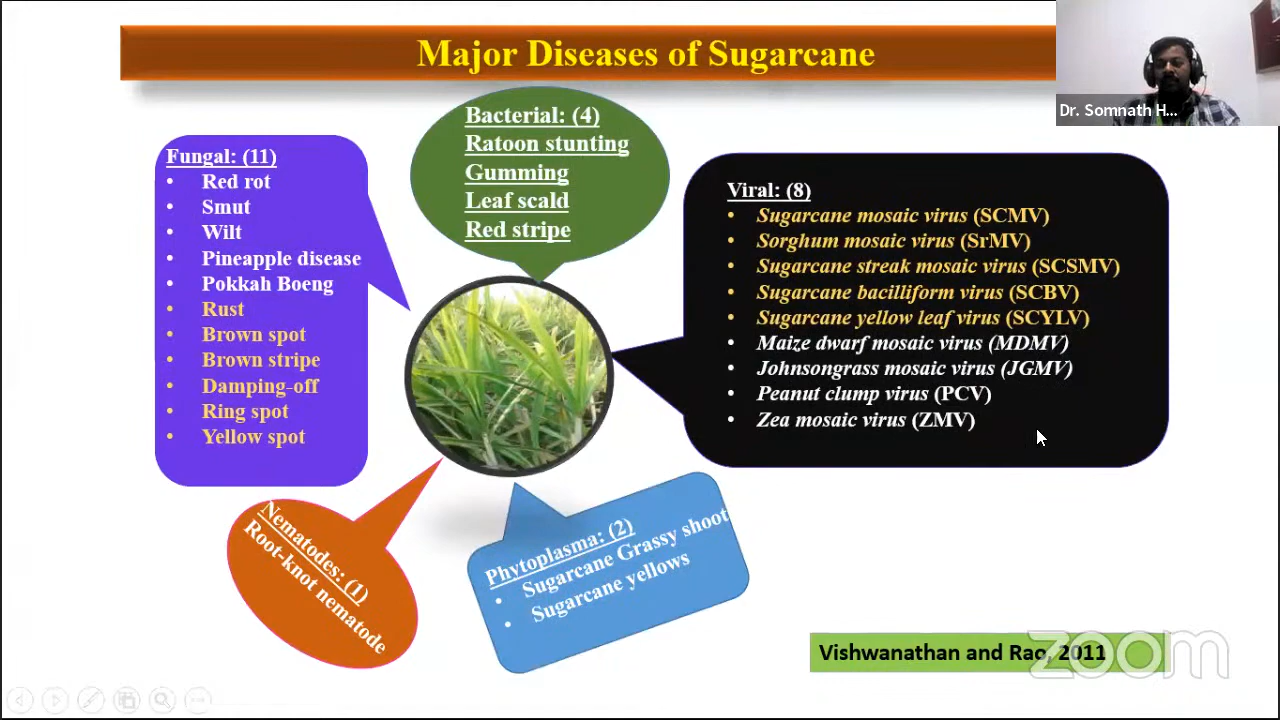 Major Diseases of Sugarcane
Dr. Somnath H...
Bacterial: (4)
Ratoon stunting
Gumming
Leaf scald
Red stripe
Fungal: (11)
• Red rot
• Smut
• Wilt
• Pineapple disease
• Pokkah Boeng
• Rust
• Brown spot
• Brown stripe
• Damping-off
• Ring spot
• Yellow spot
Viral: (8)
• Sugarcane mosaic virus (SCMV)
• Sorghum mosaic virus (SrMV)
• Sugarcane streak mosaic virus (SCSMV)
• Sugarcane bacilliform virus (SCBV)
• Sugarcane yellow leaf virus (SCYLV)
• Maize dwarf mosaic virus (MDMV)
• Johnsongrass mosaic virus (JGMV)
• Peanut clump virus (PCV)
• Zea mosaic virus (ZMV)
Nematodes: (1)
Root-knot nematode
Phytoplasma: (2)
• Sugarcane Grassy shoot
• Sugarcane yellows
Vishwanathan and Rao, 2011
zoom